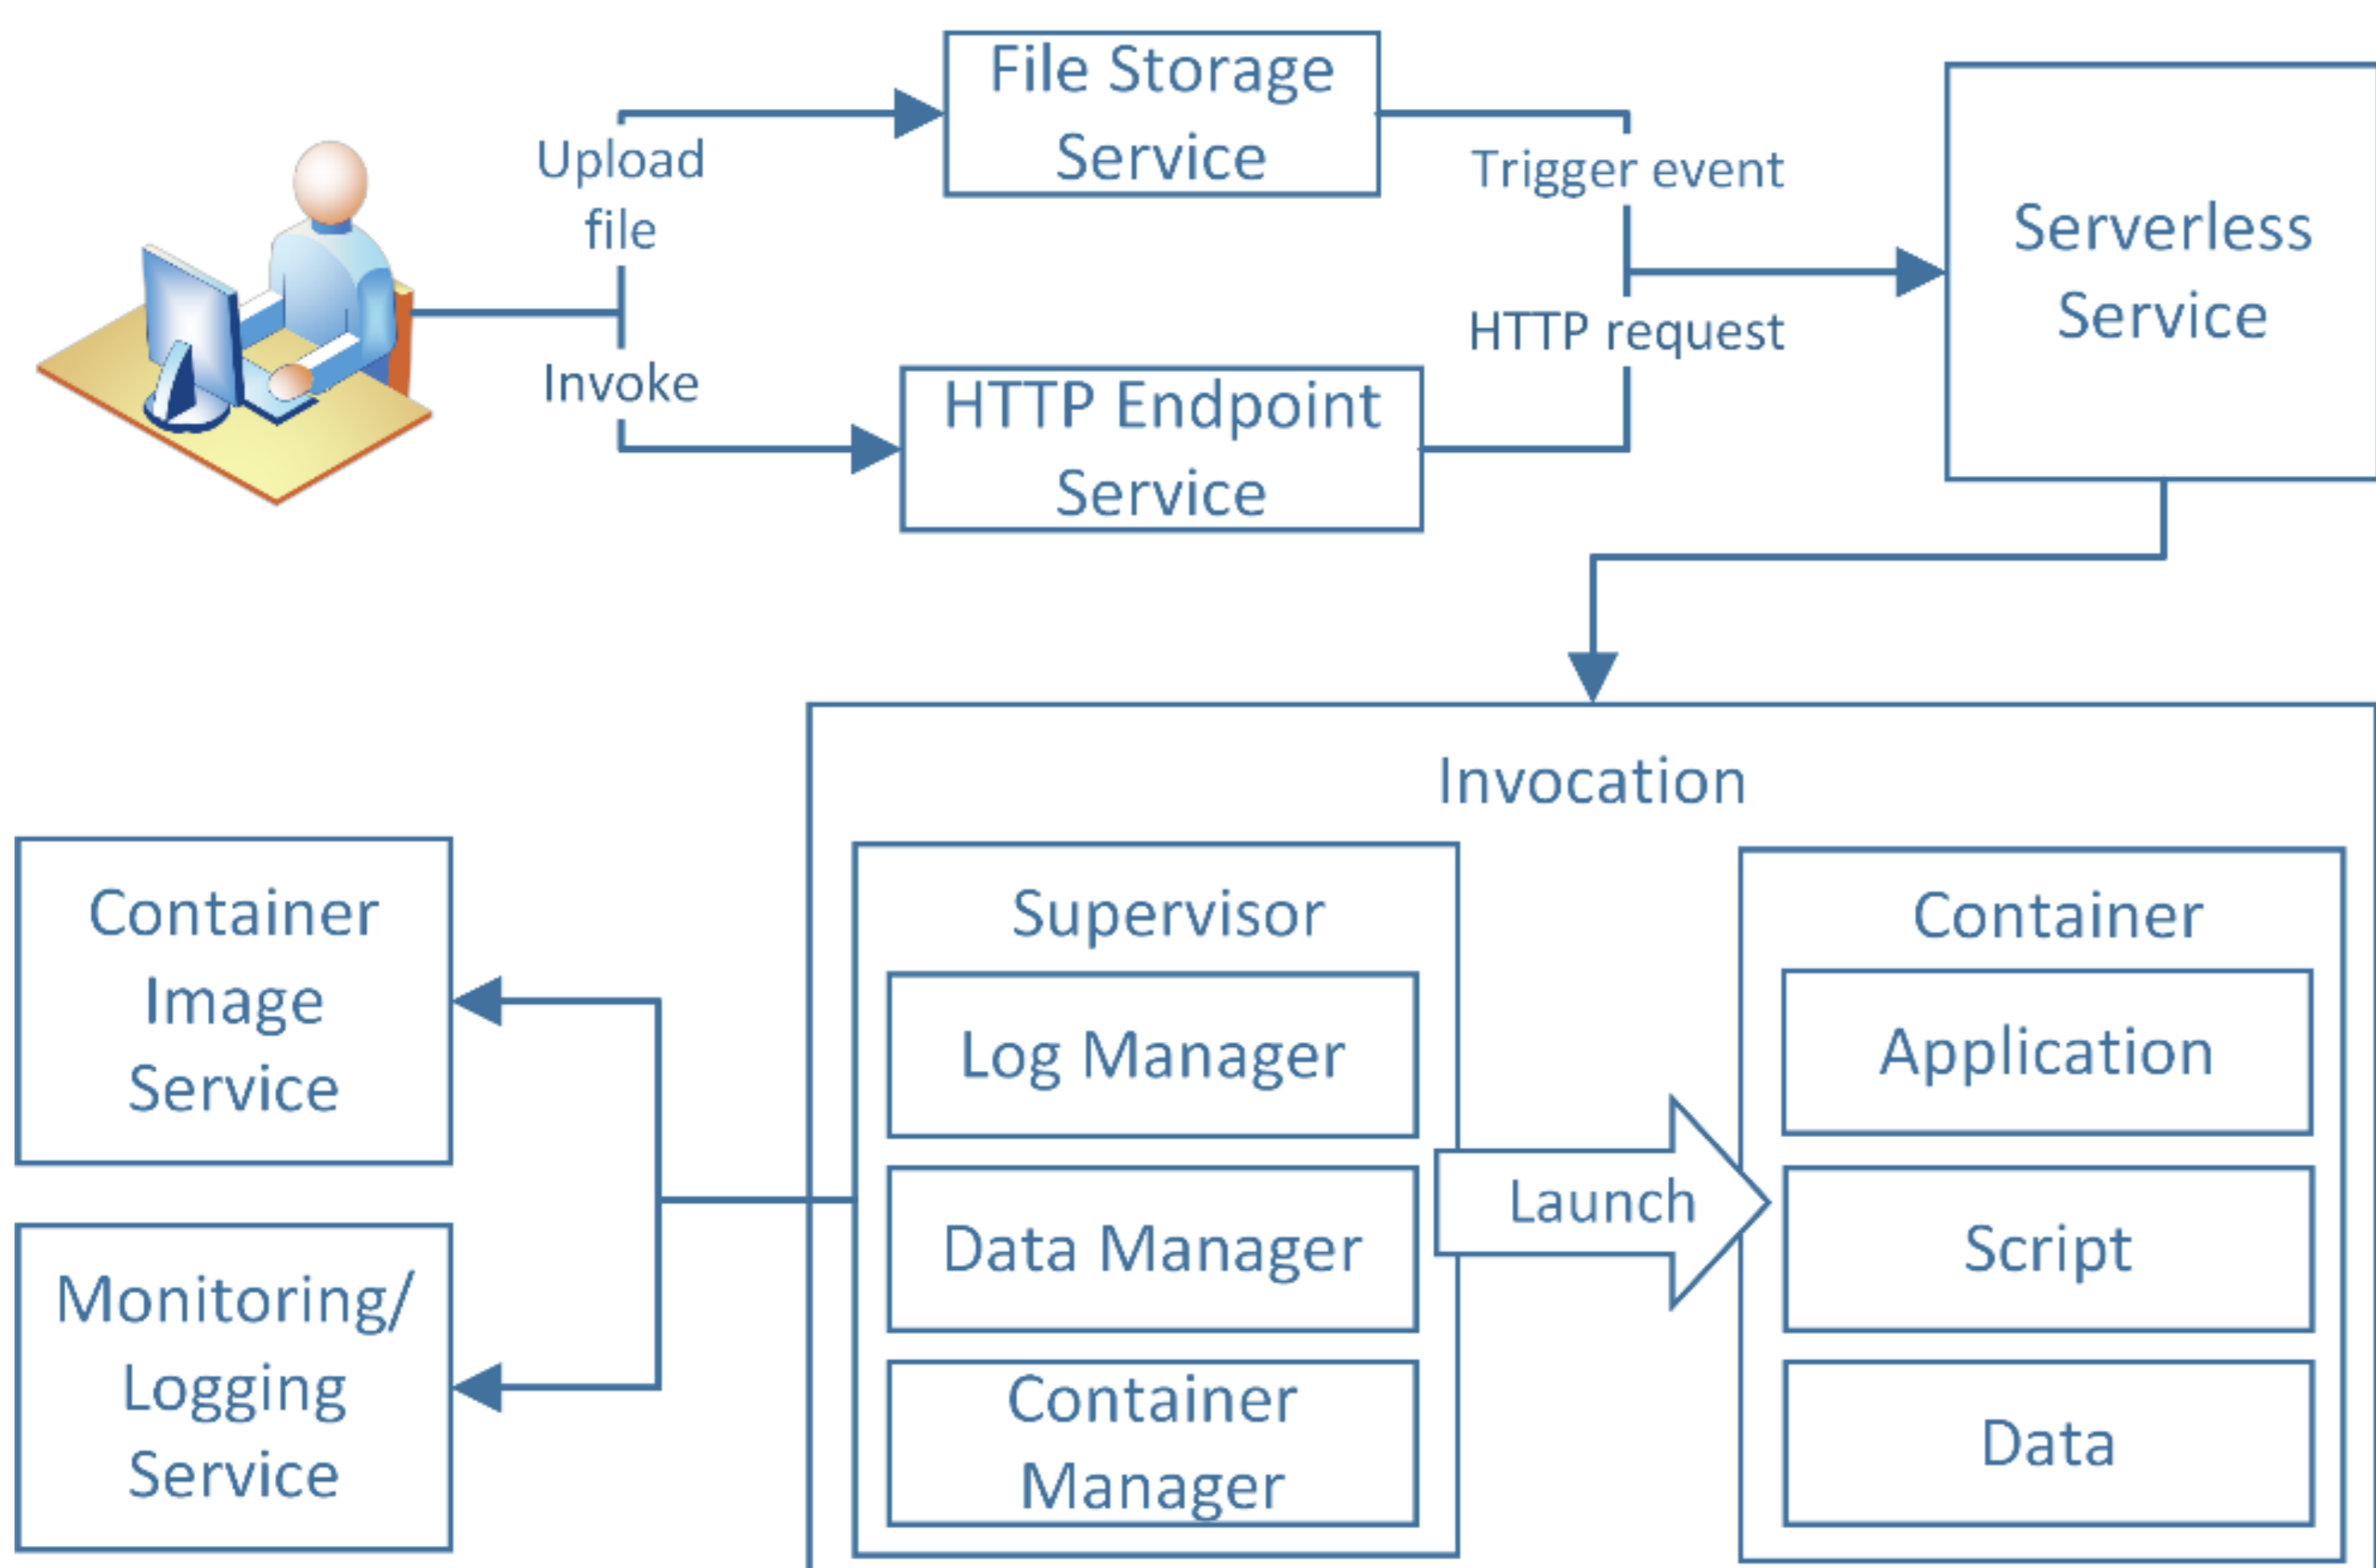 File Storage
Service
Upload
file
Trigger event
Serverless
Service
HTTP request
Invoke
HTTP Endpoint
Service
Invocation
Container
Image
Service
Monitoring/
Logging
Service
Supervisor
Log Manager
Data Manager
Container
Manager
Launch
Container
Application
Script
Data